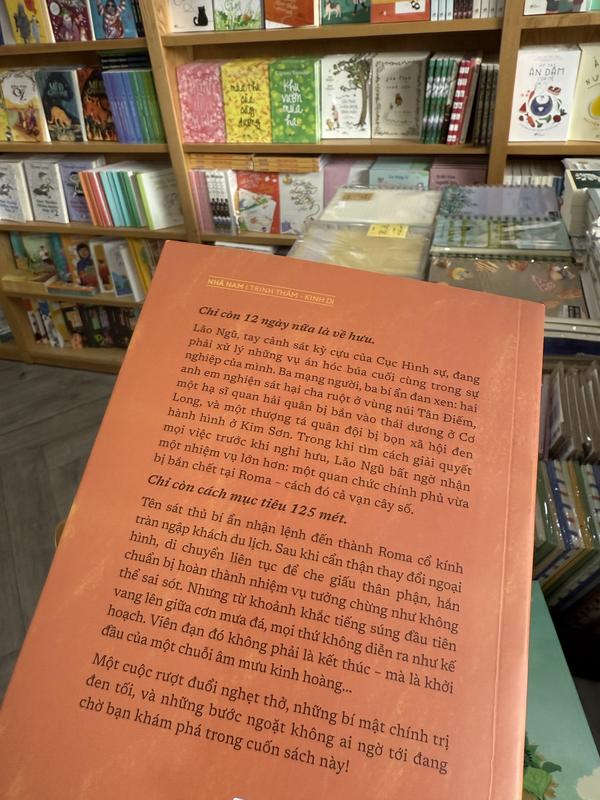 NHÃ NAM | TRINH THÁM - KINH DỊ
Chỉ còn 12 ngày nữa là về hưu.
Lão Ngũ, tay cảnh sát kỳ cựu của Cục Hình sự, đang
phải xử lý những vụ án hóc búa cuối cùng trong sự
nghiệp của mình. Ba mạng người, ba bí ẩn đan xen: hai
anh em nghiện sát hại cha ruột ở vùng núi Tân Điếm,
một hạ sĩ quan hải quân bị bắn vào thái dương ở Cơ
Long, và một thượng tá quân đội bị bọn xã hội đen
hành hình ở Kim Sơn. Trong khi tìm cách giải quyết
mọi việc trước khi nghỉ hưu, Lão Ngũ bất ngờ nhận
một nhiệm vụ lớn hơn: một quan chức chính phủ vừa
bị bắn chết tại Roma – cách đó cả vạn cây số.
Chỉ còn cách mục tiêu 125 mét.
Tên sát thủ bí ẩn nhận lệnh đến thành Roma cổ kính
tràn ngập khách du lịch. Sau khi cẩn thận thay đổi ngoại
hình, di chuyển liên tục để che giấu thân phận, hắn
chuẩn bị hoàn thành nhiệm vụ tưởng chừng như không
thể sai sót. Nhưng từ khoảnh khắc tiếng súng đầu tiên
vang lên giữa cơn mưa đá, mọi thứ không diễn ra như kế
hoạch. Viên đạn đó không phải là kết thúc – mà là khởi
đầu của một chuỗi âm mưu kinh hoàng...
Một cuộc rượt đuổi nghẹt thở, những bí mật chính trị
đen tối, và những bước ngoặt không ai ngờ tới đang
chờ bạn khám phá trong cuốn sách này!
Khu
vườn
mùa hạ
ĂN DẶM